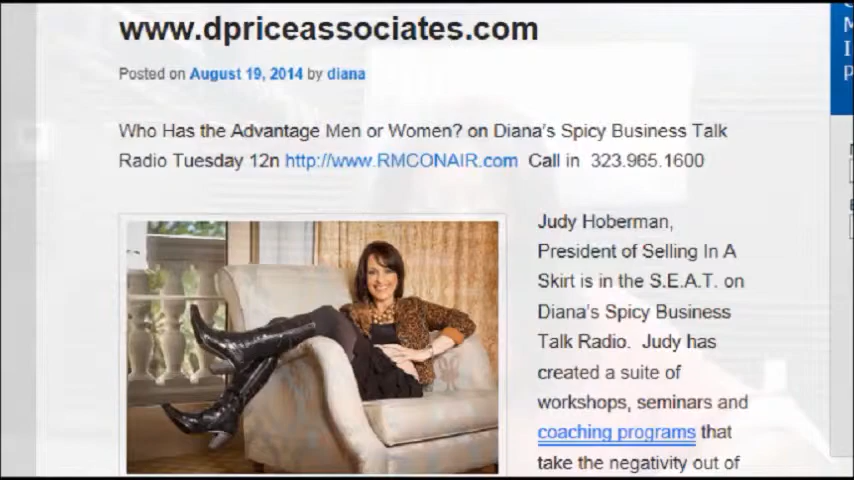 www.dpriceassociates.com
Posted on August 19, 2014 by diana
Who Has the Advantage Men or Women? on Diana's Spicy Business Talk
Radio Tuesday 12n http://www.RMCONAIR.com Call in 323.965.1600
Judy Hoberman,
President of Selling In A
Skirt is in the S.E.A.T. on
Diana's Spicy Business
Talk Radio. Judy has
created a suite of
workshops, seminars and
coaching programs that
take the negativity out of